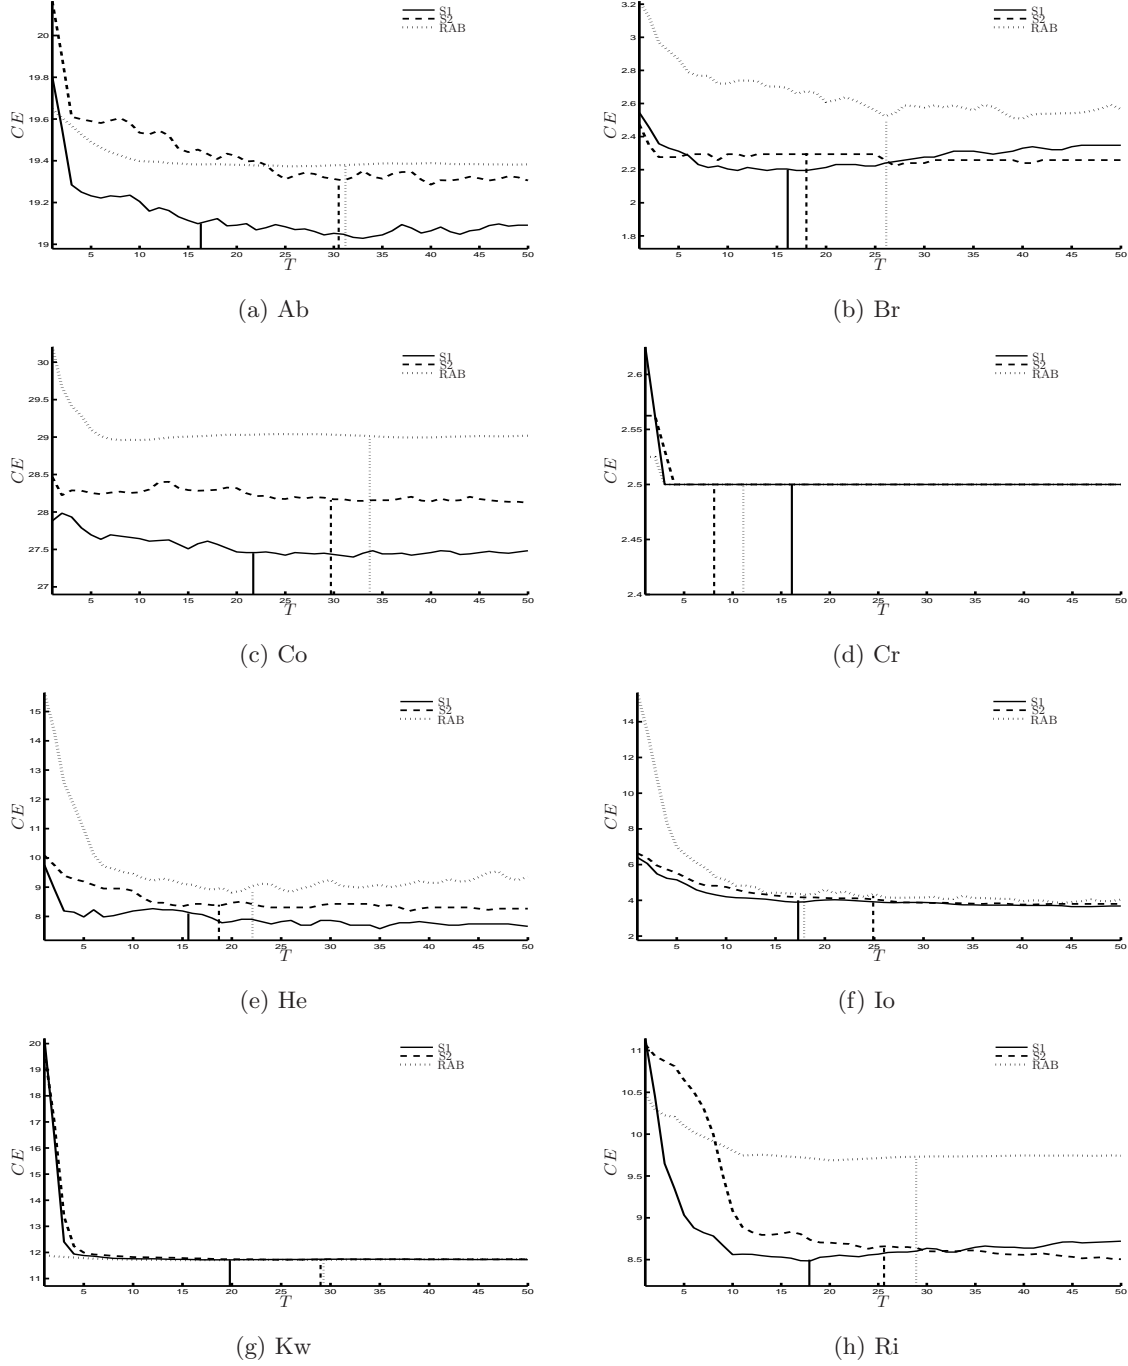 S1
S2
RAB
20
19.8
19.6
19.4
19.2
19
CE
5 10 15 20 25 30 35 40 45 50
T
(a) Ab
S1
S2
RAB
3.2
3
2.8
2.6
2.4
2.2
2
1.8
CE
5 10 15 20 25 30 35 40 45 50
T
(b) Br
S1
S2
RAB
30
29.5
29
28.5
28
27.5
27
CE
5 10 15 20 25 30 35 40 45 50
T
(c) Co
S1
S2
RAB
2.6
2.55
2.5
2.45
2.4
CE
5 10 15 20 25 30 35 40 45 50
T
(d) Cr
S1
S2
RAB
15
14
13
12
11
10
9
8
CE
5 10 15 20 25 30 35 40 45 50
T
(e) He
S1
S2
RAB
14
12
10
8
6
4
2
CE
5 10 15 20 25 30 35 40 45 50
T
(f) Io
S1
S2
RAB
20
19
18
17
16
15
14
13
12
11
CE
5 10 15 20 25 30 35 40 45 50
T
(g) Kw
S1
S2
RAB
11
10.5
10
9.5
9
8.5
CE
5 10 15 20 25 30 35 40 45 50
T
(h) Ri